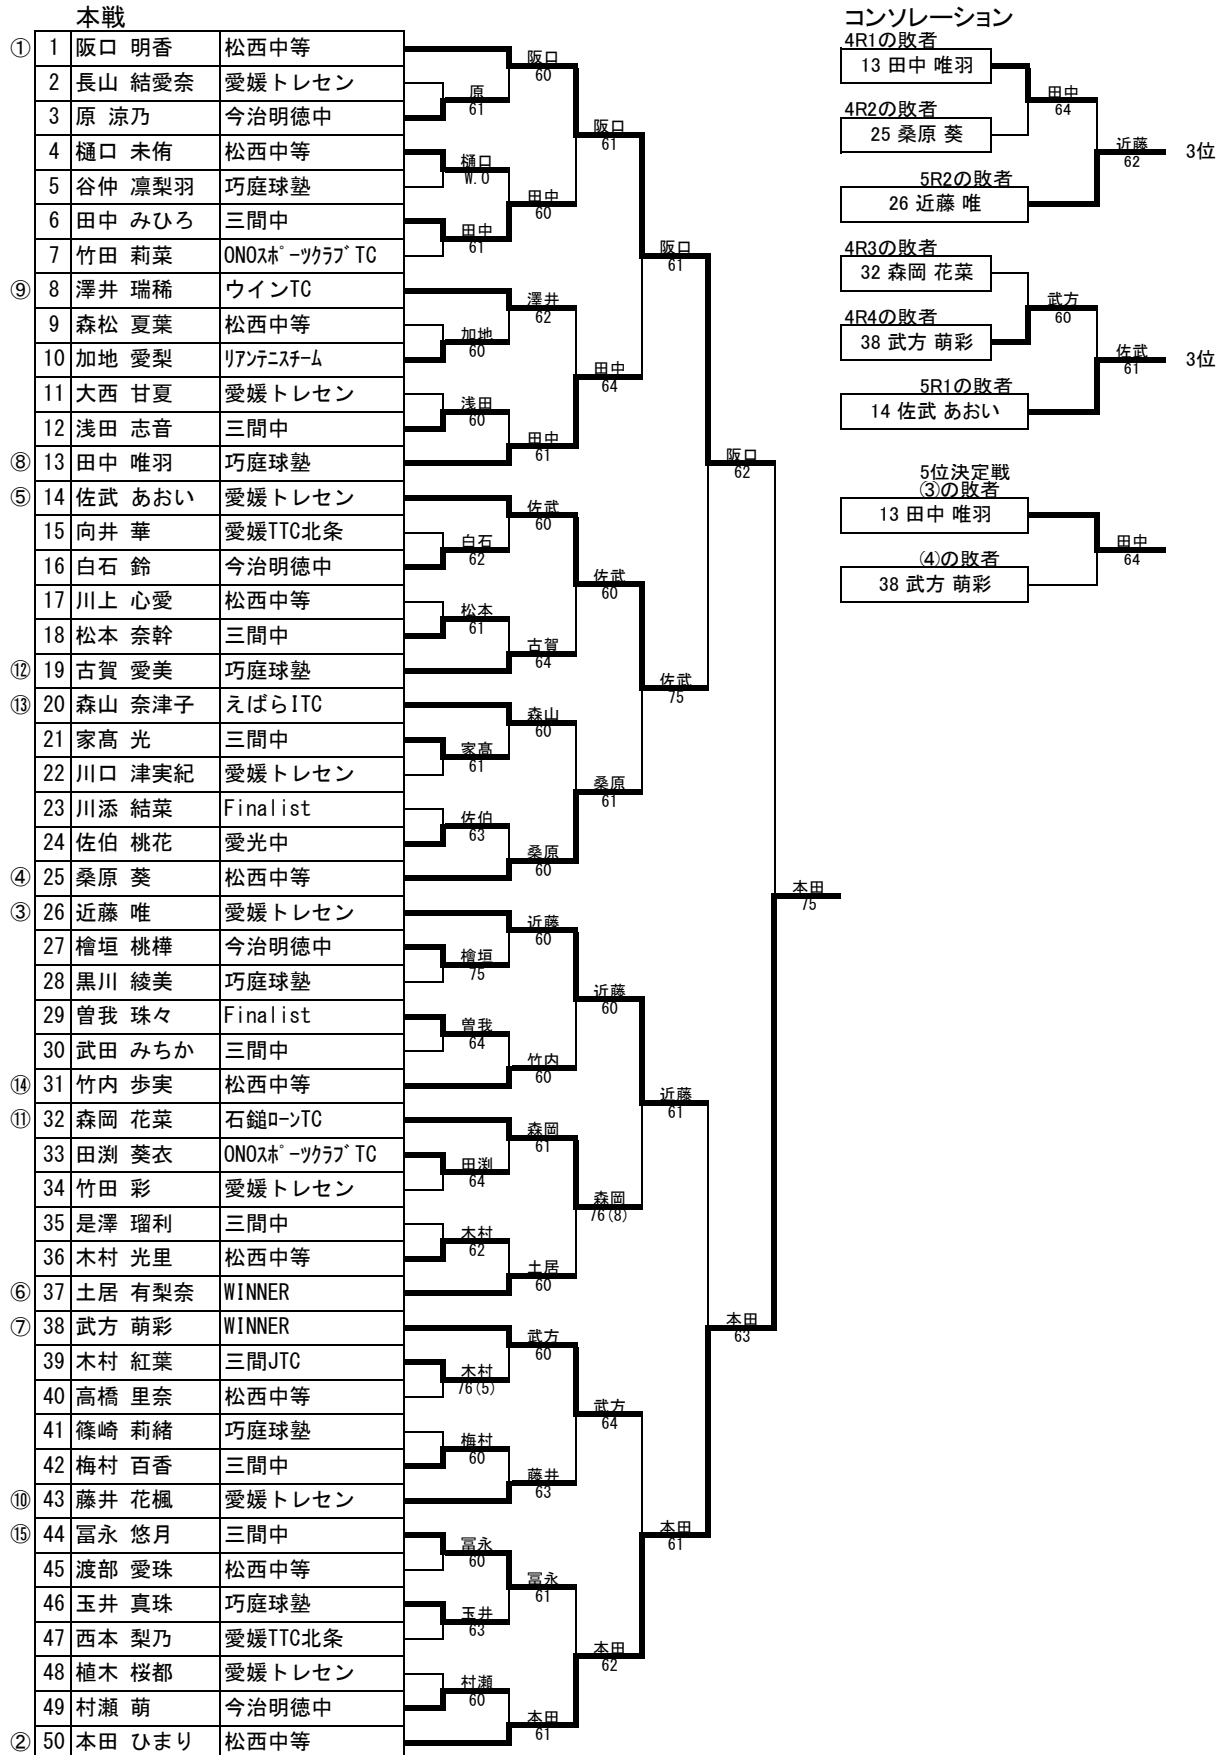 本戦
① 1 阪口 明香 松西中等
2 長山 結愛奈 愛媛トレセン
3 原 涼乃 今治明徳中
4 樋口 未侑 松西中等
5 谷仲 凛梨羽 巧庭球塾
6 田中 みひろ 三間中
7 竹田 莉菜 ONOｽﾎﾟｰﾂｸﾗﾌﾞTC
⑨ 8 澤井 瑞稀 ウインTC
9 森松 夏葉 松西中等
10 加地 愛梨 ﾘｱﾝﾃﾆｽﾁｰﾑ
11 大西 甘夏 愛媛トレセン
12 浅田 志音 三間中
⑧ 13 田中 唯羽 巧庭球塾
⑤ 14 佐武 あおい 愛媛トレセン
15 向井 華 愛媛TTC北条
16 白石 鈴 今治明徳中
17 川上 心愛 松西中等
18 松本 奈幹 三間中
⑫ 19 古賀 愛美 巧庭球塾
⑬ 20 森山 奈津子 えばらITC
21 家髙 光 三間中
22 川口 津実紀 愛媛トレセン
23 川添 結菜 Finalist
24 佐伯 桃花 愛光中
④ 25 桑原 葵 松西中等
③ 26 近藤 唯 愛媛トレセン
27 檜垣 桃樺 今治明徳中
28 黒川 綾美 巧庭球塾
29 曽我 珠々 Finalist
30 武田 みちか 三間中
⑭ 31 竹内 歩実 松西中等
⑪ 32 森岡 花菜 石鎚ﾛｰﾝTC
33 田渕 葵衣 ONOｽﾎﾟｰﾂｸﾗﾌﾞTC
34 竹田 彩 愛媛トレセン
35 是澤 瑠利 三間中
36 木村 光里 松西中等
⑥ 37 土居 有梨奈 WINNER
⑦ 38 武方 萌彩 WINNER
39 木村 紅葉 三間JTC
40 高橋 里奈 松西中等
41 篠崎 莉緒 巧庭球塾
42 梅村 百香 三間中
⑩ 43 藤井 花楓 愛媛トレセン
⑮ 44 冨永 悠月 三間中
45 渡部 愛珠 松西中等
46 玉井 真珠 巧庭球塾
47 西本 梨乃 愛媛TTC北条
48 植木 桜都 愛媛トレセン
49 村瀬 萌 今治明徳中
② 50 本田 ひまり 松西中等
原
61
樋口
W.O
田中
61
加地
60
浅田
60
白石
62
松本
61
家髙
61
佐伯
63
檜垣
75
曽我
64
田渕
64
木村
62
木村
76(5)
梅村
60
冨永
60
玉井
63
村瀬
60
阪口
60
田中
60
澤井
62
田中
61
佐武
60
古賀
64
森山
60
桑原
60
近藤
60
竹内
60
森岡
61
土居
60
武方
60
藤井
63
冨永
61
本田
61
阪口
61
田中
64
佐武
60
桑原
61
近藤
60
森岡
76(8)
武方
64
本田
62
阪口
61
佐武
75
近藤
61
本田
61
阪口
62
本田
63
本田
75
コンソレーション
4R1の敗者
13 田中 唯羽
4R2の敗者
25 桑原 葵
田中
64
5R2の敗者
26 近藤 唯
近藤
62
3位
4R3の敗者
32 森岡 花菜
4R4の敗者
38 武方 萌彩
武方
60
5R1の敗者
14 佐武 あおい
佐武
61
3位
5位決定戦
③の敗者
13 田中 唯羽
④の敗者
38 武方 萌彩
田中
64